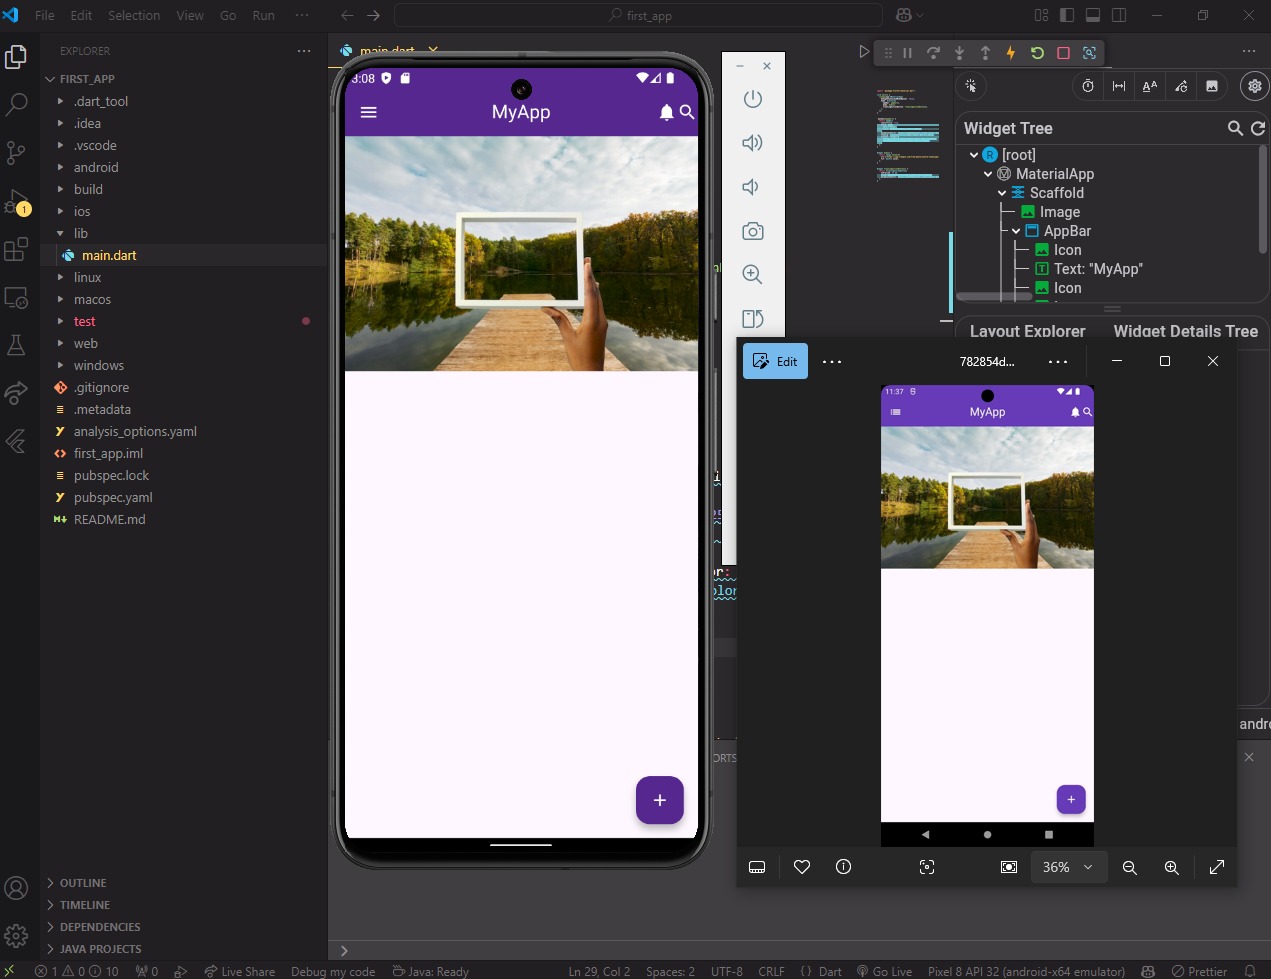 File Edit Selection View Go Run ··· first_app
EXPLORER ···
FIRST_APP
.dart_tool
.idea
.vscode
android
build
ios
lib
main.dart
linux
macos
test
web
windows
.gitignore
.metadata
analysis_options.yaml
first_app.iml
pubspec.lock
pubspec.yaml
README.md
OUTLINE
TIMELINE
DEPENDENCIES
JAVA PROJECTS
1
main.dart
3:08
MyApp
+
Widget Tree
[root]
MaterialApp
Scaffold
Image
AppBar
Icon
Text: "MyApp"
Icon
Layout Explorer Widget Details Tree
Edit ··· 782854d... ···
11:37
MyApp
+
36%
or:
olor
ORTS
andro
1 0 10 0 Live Share Debug my code Java: Ready Ln 29, Col 2 Spaces: 2 UTF-8 CRLF { } Dart Go Live Pixel 8 API 32 (android-x64 emulator) Prettier